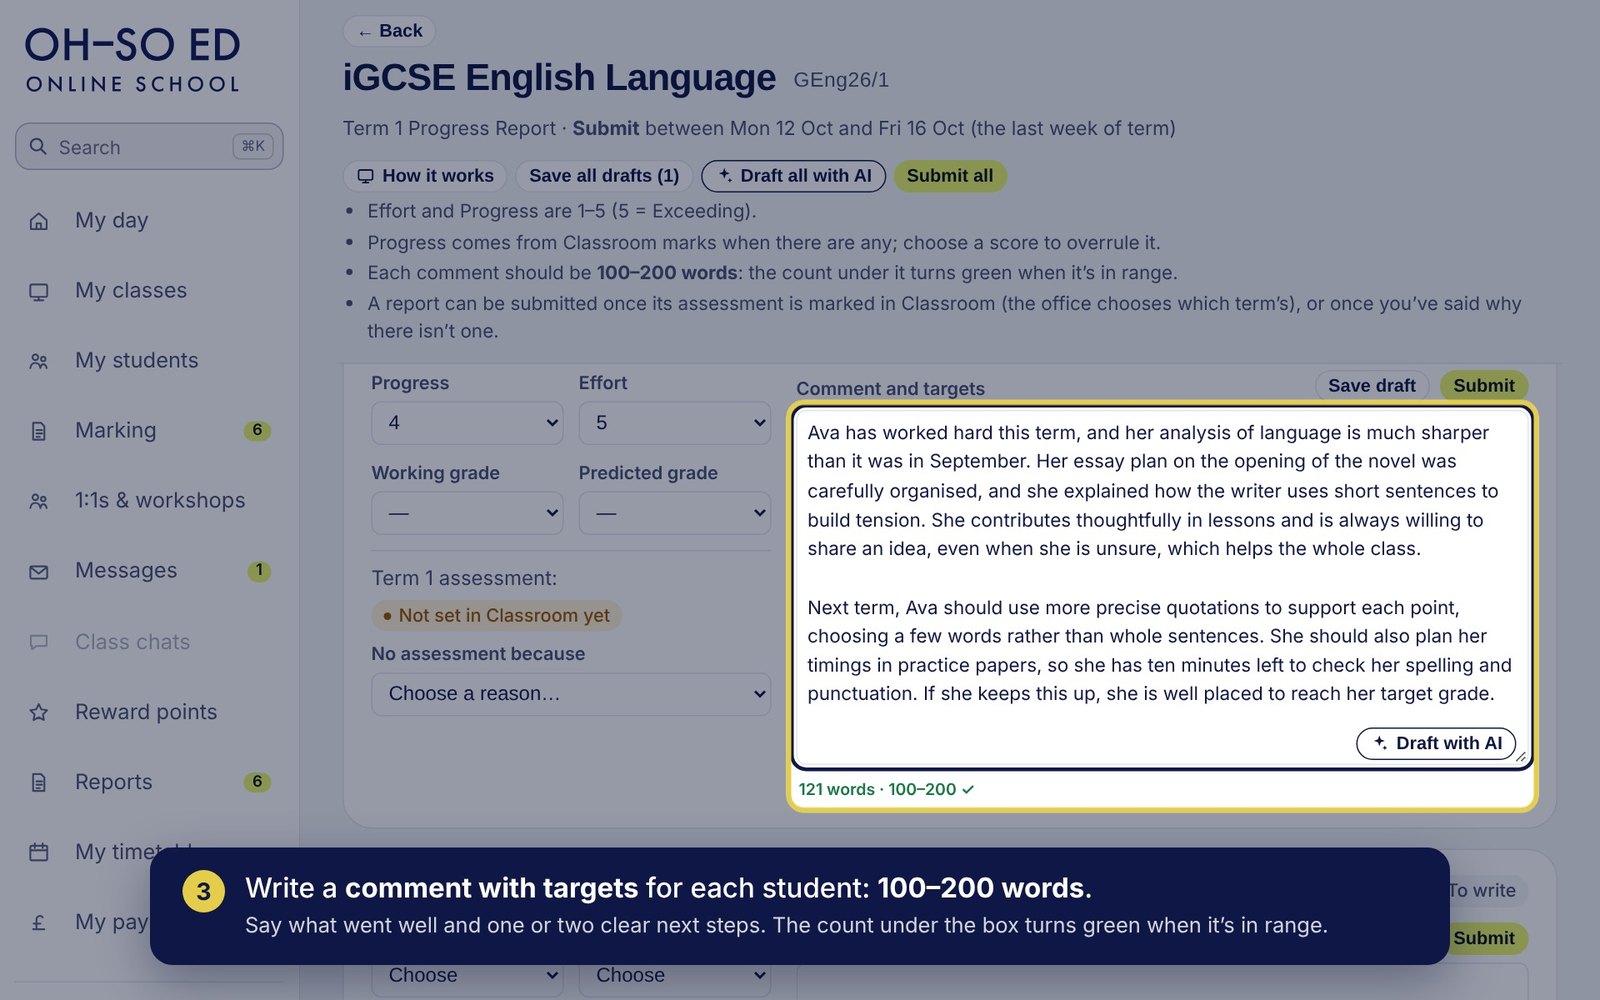 OH–SO ED
ONLINE SCHOOL
Search
⌘K
My day
My classes
My students
Marking
6
1:1s & workshops
Messages
1
Class chats
Reward points
Reports
6
My pay
← Back
iGCSE English Language GEng26/1
Term 1 Progress Report · Submit between Mon 12 Oct and Fri 16 Oct (the last week of term)
How it works
Save all drafts (1)
Draft all with AI
Submit all
• Effort and Progress are 1–5 (5 = Exceeding).
• Progress comes from Classroom marks when there are any; choose a score to overrule it.
• Each comment should be 100–200 words: the count under it turns green when it’s in range.
• A report can be submitted once its assessment is marked in Classroom (the office chooses which term’s), or once you’ve said why
there isn’t one.
Progress
Effort
4
5
Working grade
Predicted grade
—
—
Term 1 assessment:
• Not set in Classroom yet
No assessment because
Choose a reason…
Comment and targets
Save draft
Submit
Ava has worked hard this term, and her analysis of language is much sharper
than it was in September. Her essay plan on the opening of the novel was
carefully organised, and she explained how the writer uses short sentences to
build tension. She contributes thoughtfully in lessons and is always willing to
share an idea, even when she is unsure, which helps the whole class.
Next term, Ava should use more precise quotations to support each point,
choosing a few words rather than whole sentences. She should also plan her
timings in practice papers, so she has ten minutes left to check her spelling and
punctuation. If she keeps this up, she is well placed to reach her target grade.
Draft with AI
121 words · 100–200 ✓
3
Write a comment with targets for each student: 100–200 words.
Say what went well and one or two clear next steps. The count under the box turns green when it’s in range.
To write
Submit
Choose
Choose